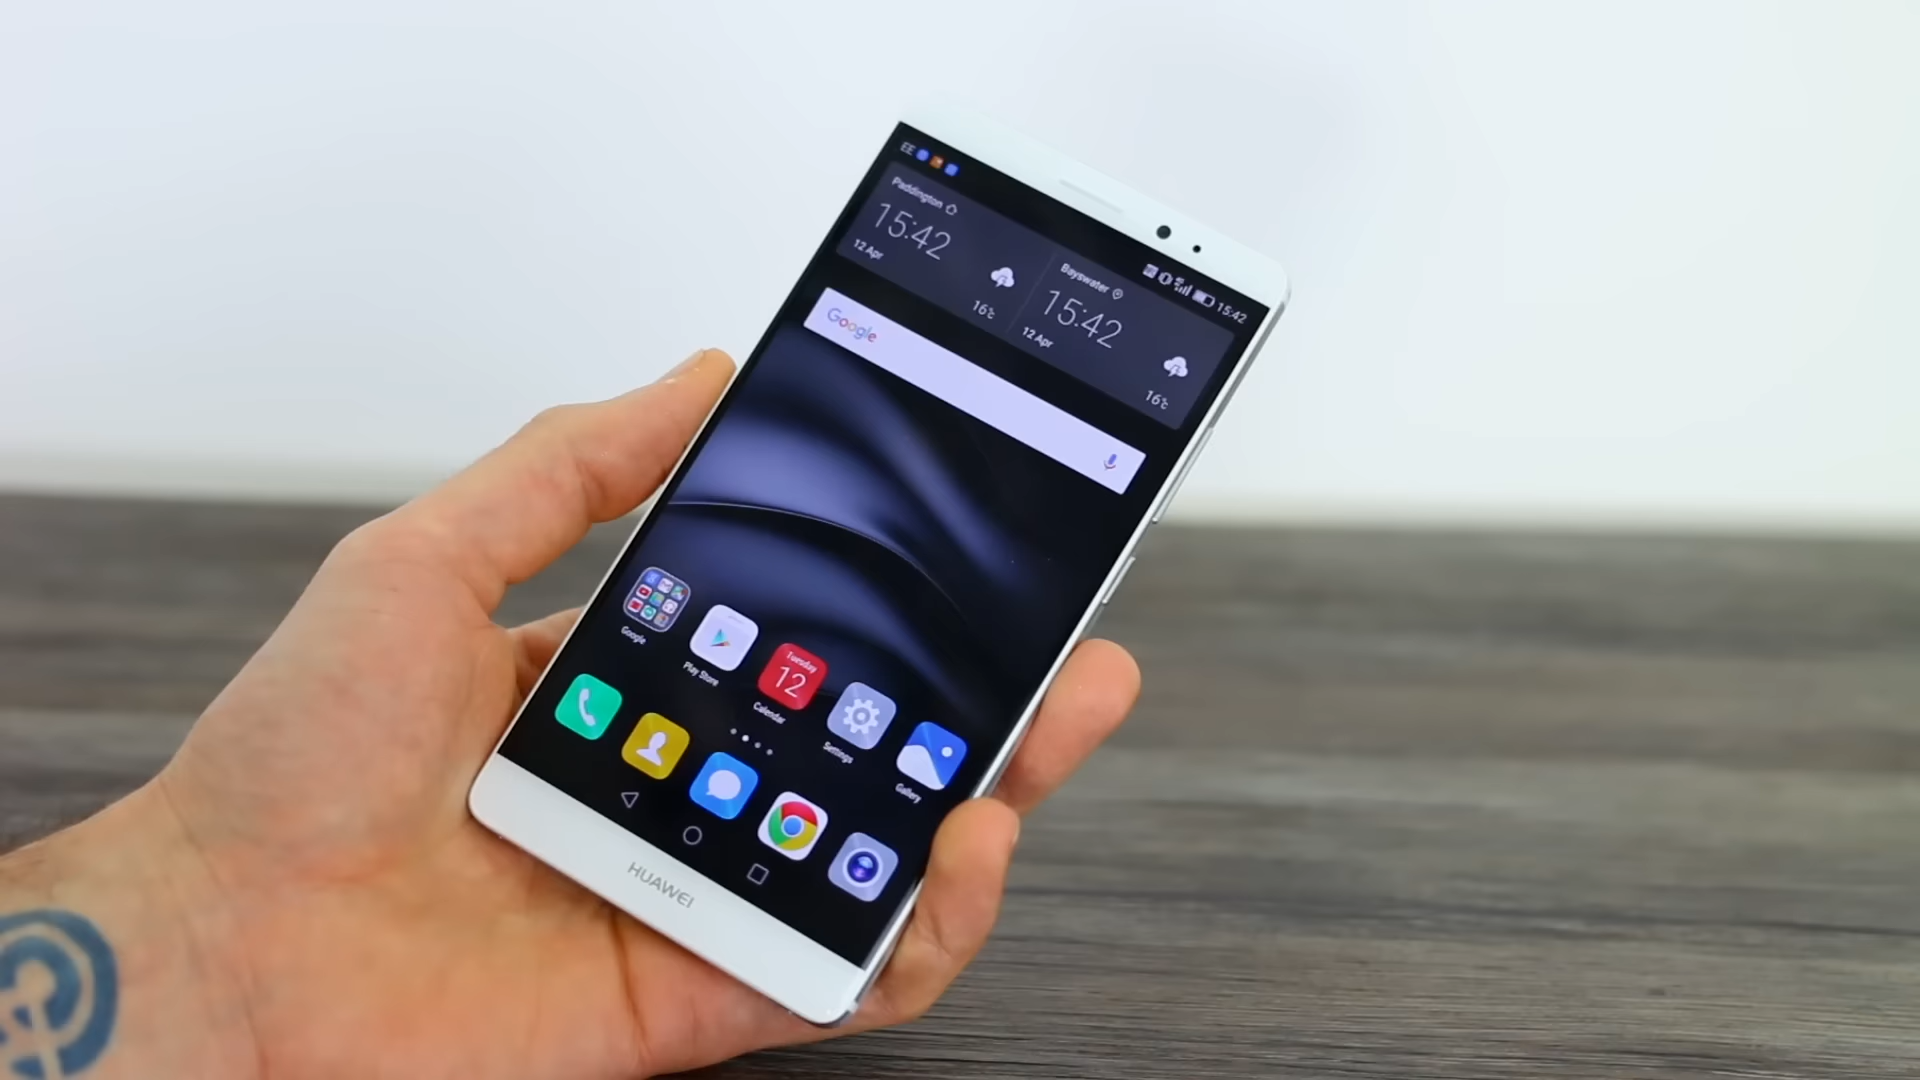 EE
15:42
Paddington
15:42
12 Apr
16°c
Bayswater
15:42
12 Apr
16°c
Google
Google
Play Store
Tuesday
12
Calendar
Settings
Gallery
HUAWEI